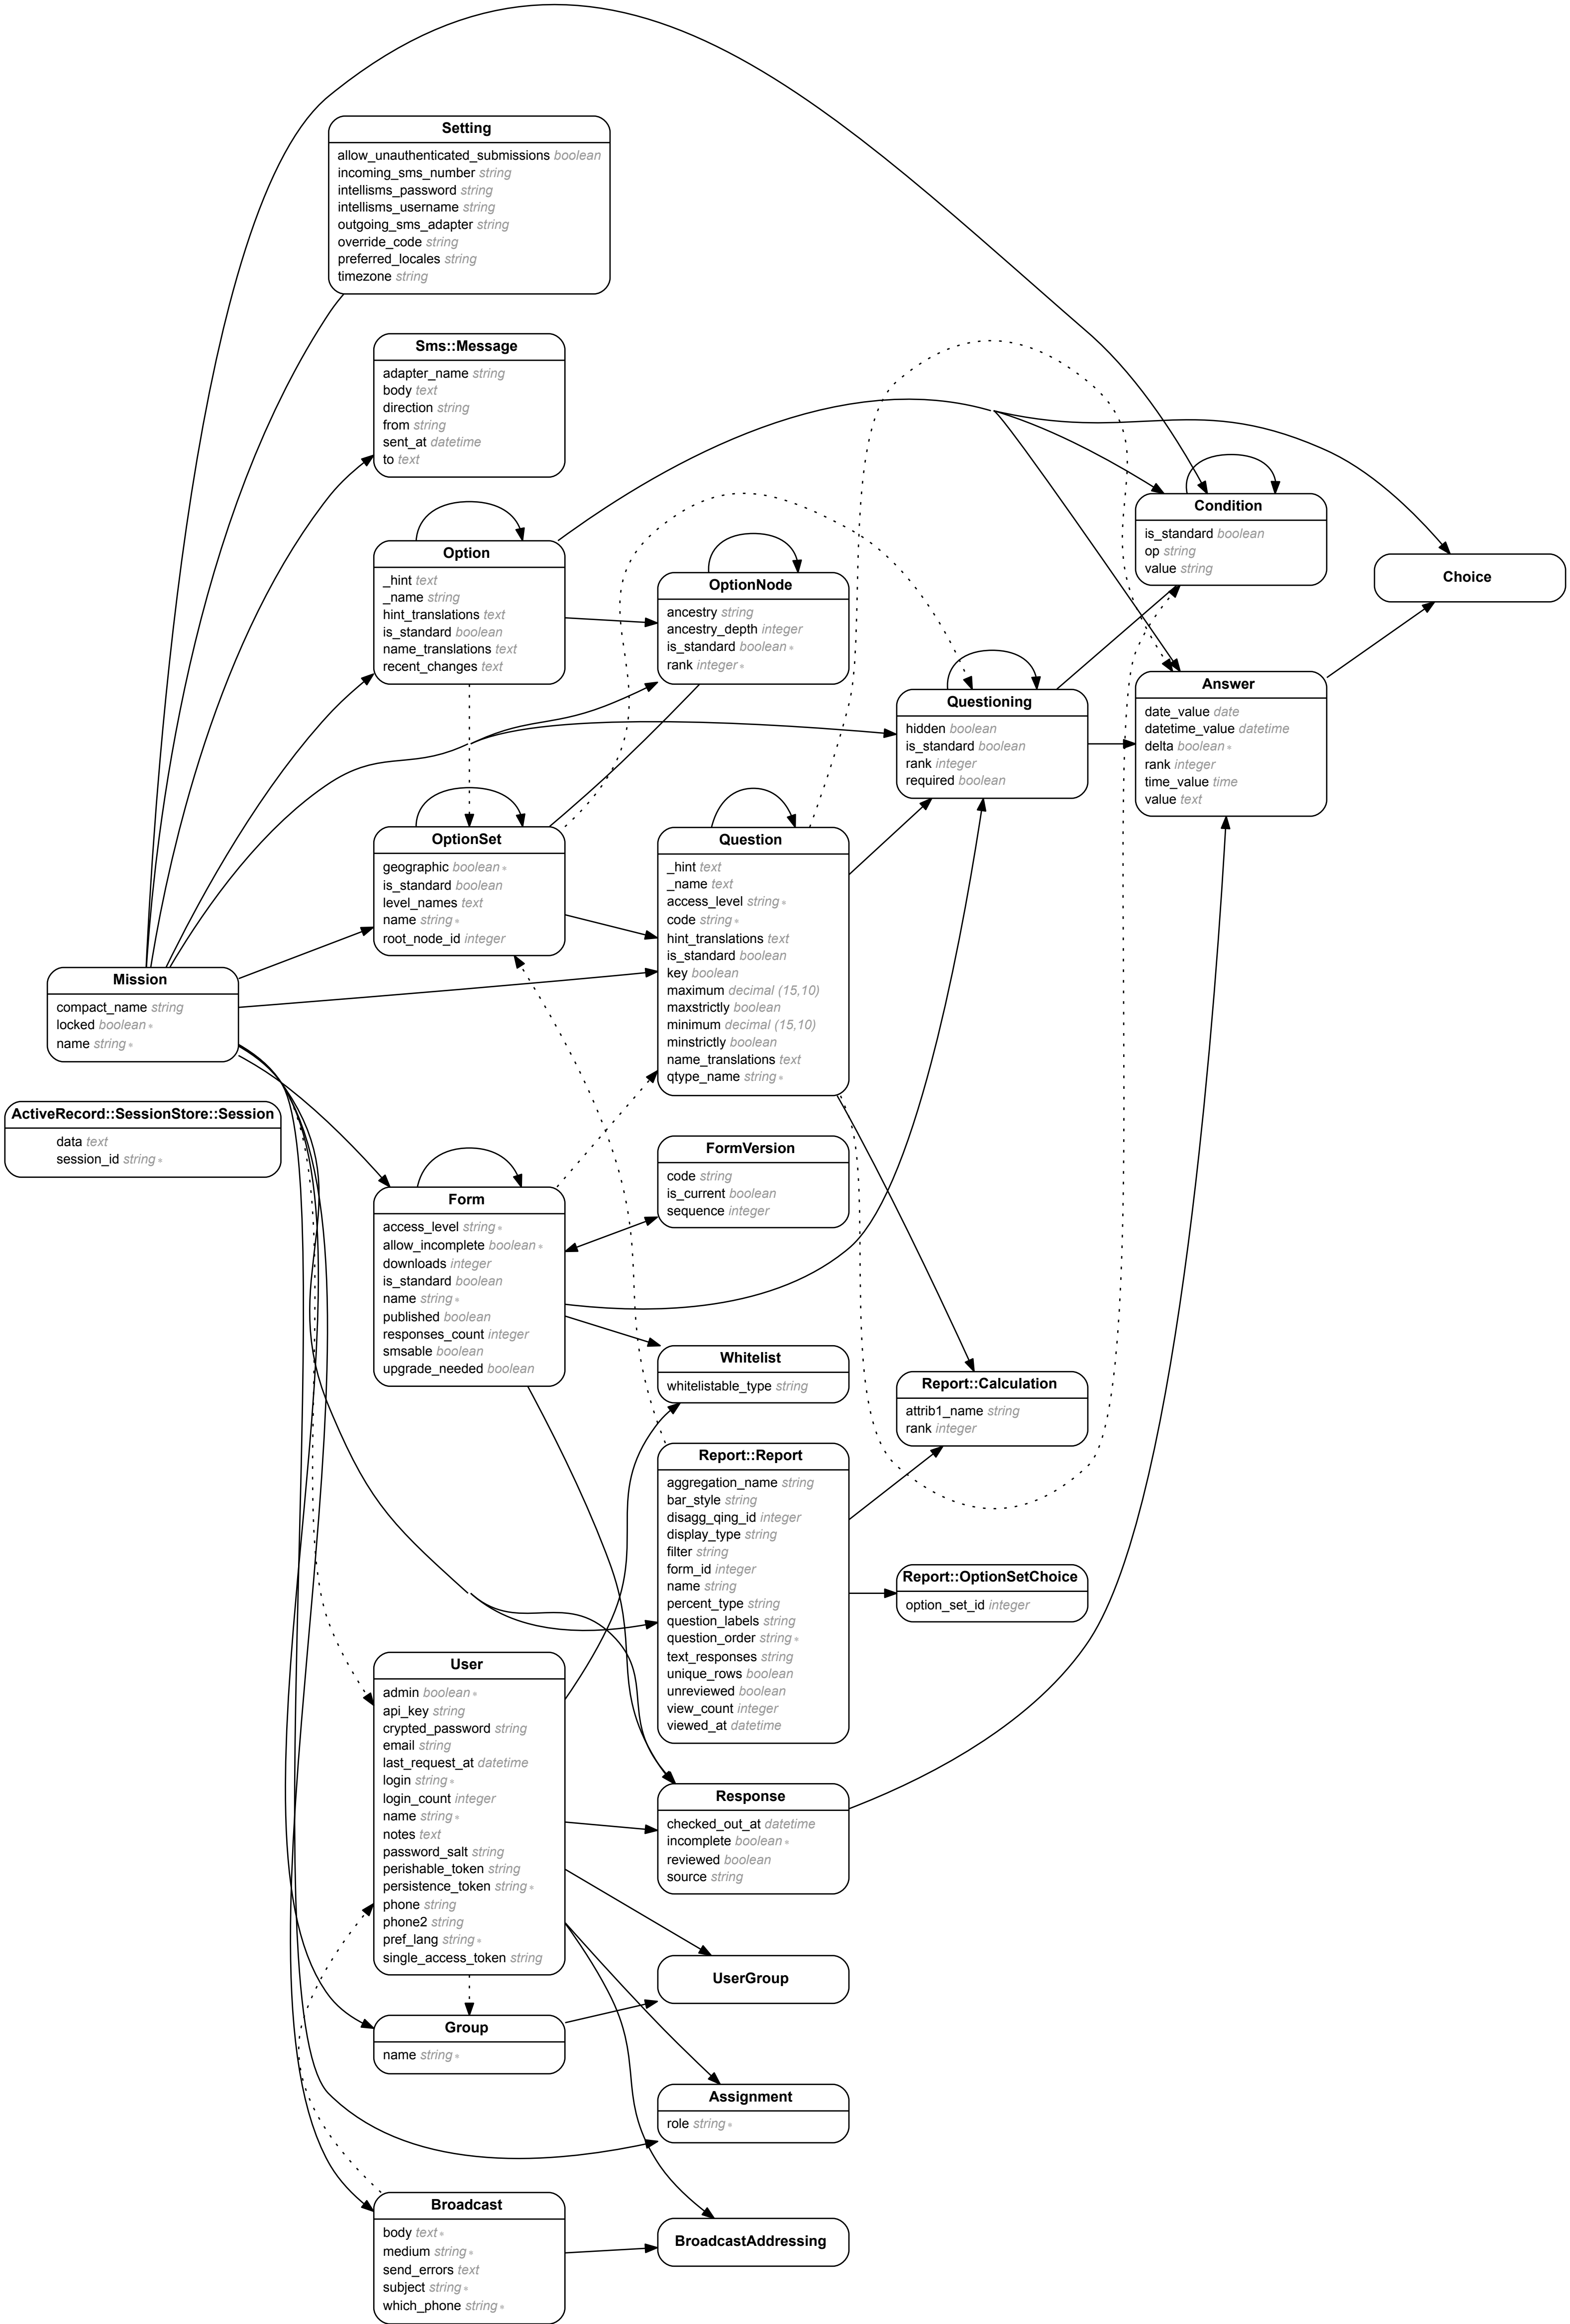 Setting
allow_unauthenticated_submissions boolean
incoming_sms_number string
intellisms_password string
intellisms_username string
outgoing_sms_adapter string
override_code string
preferred_locales string
timezone string
Sms::Message
adapter_name string
body text
direction string
from string
sent_at datetime
to text
Option
_hint text
_name string
hint_translations text
is_standard boolean
name_translations text
recent_changes text
OptionNode
ancestry string
ancestry_depth integer
is_standard boolean *
rank integer *
Condition
is_standard boolean
op string
value string
Choice
Questioning
hidden boolean
is_standard boolean
rank integer
required boolean
Answer
date_value date
datetime_value datetime
delta boolean *
rank integer
time_value time
value text
OptionSet
geographic boolean *
is_standard boolean
level_names text
name string *
root_node_id integer
Question
_hint text
_name text
access_level string *
code string *
hint_translations text
is_standard boolean
key boolean
maximum decimal (15,10)
maxstrictly boolean
minimum decimal (15,10)
minstrictly boolean
name_translations text
qtype_name string *
Mission
compact_name string
locked boolean *
name string *
ActiveRecord::SessionStore::Session
data text
session_id string *
FormVersion
code string
is_current boolean
sequence integer
Form
access_level string *
allow_incomplete boolean *
downloads integer
is_standard boolean
name string *
published boolean
responses_count integer
smsable boolean
upgrade_needed boolean
Whitelist
whitelistable_type string
Report::Calculation
attrib1_name string
rank integer
Report::Report
aggregation_name string
bar_style string
disagg_qing_id integer
display_type string
filter string
form_id integer
name string
percent_type string
question_labels string
question_order string *
text_responses string
unique_rows boolean
unreviewed boolean
view_count integer
viewed_at datetime
Report::OptionSetChoice
option_set_id integer
User
admin boolean *
api_key string
crypted_password string
email string
last_request_at datetime
login string *
login_count integer
name string *
notes text
password_salt string
perishable_token string
persistence_token string *
phone string
phone2 string
pref_lang string *
single_access_token string
Response
checked_out_at datetime
incomplete boolean *
reviewed boolean
source string
UserGroup
Group
name string *
Assignment
role string *
Broadcast
body text *
medium string *
send_errors text
subject string *
which_phone string *
BroadcastAddressing